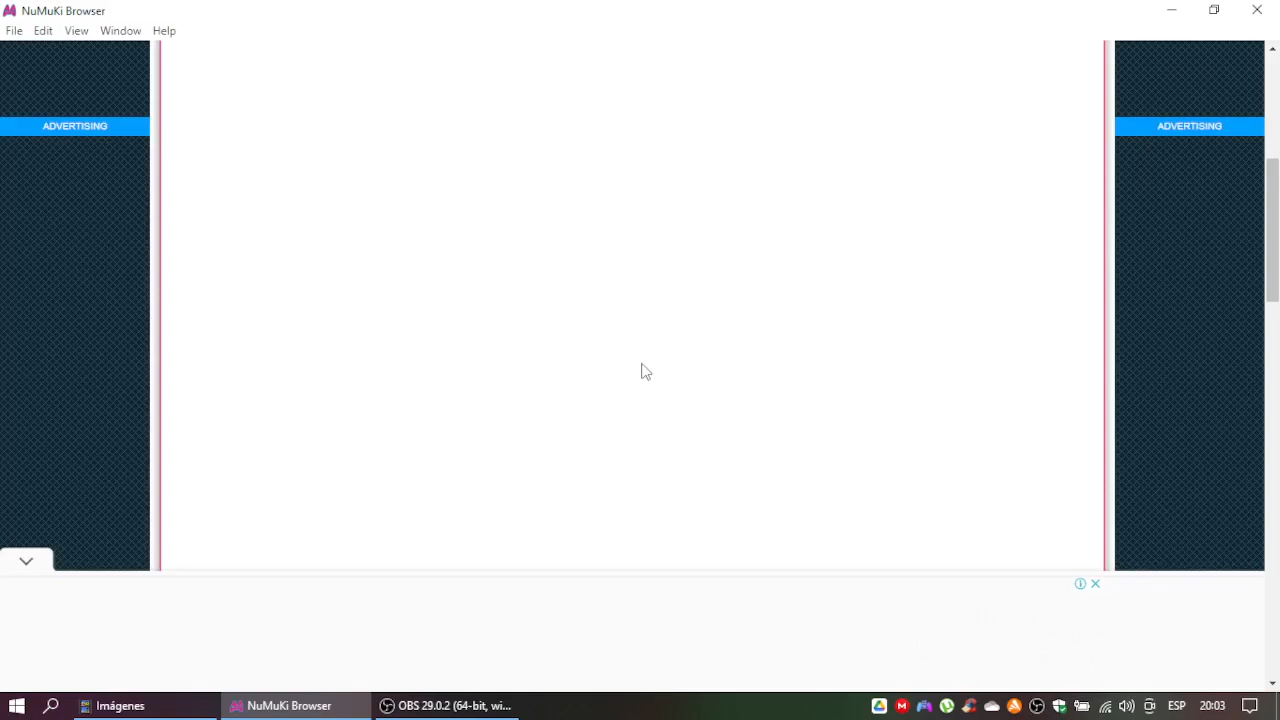 NuMuKi Browser
File Edit View Window Help
ADVERTISING
ADVERTISING
Imágenes
NuMuKi Browser
OBS 29.0.2 (64-bit, wi...
ESP
20:03